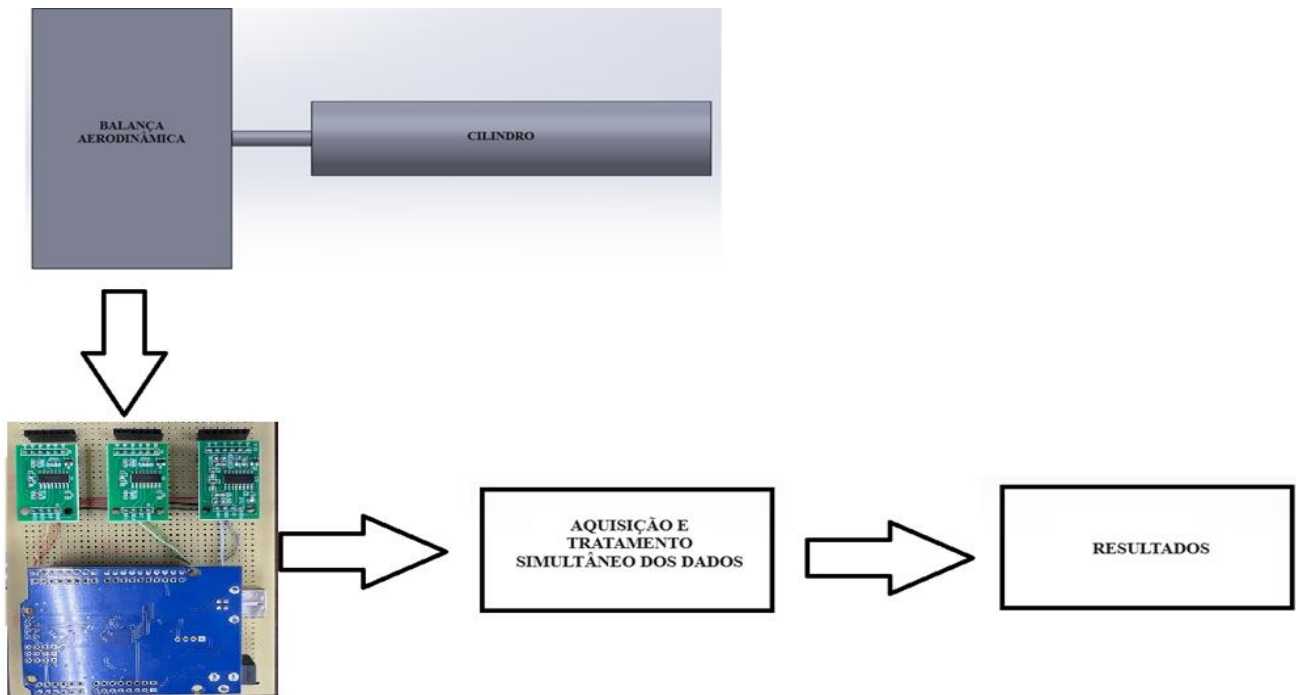 BALANÇA
AERODINÂMICA
CILINDRO
AQUISIÇÃO E
TRATAMENTO
SIMULTÂNEO DOS DADOS
RESULTADOS